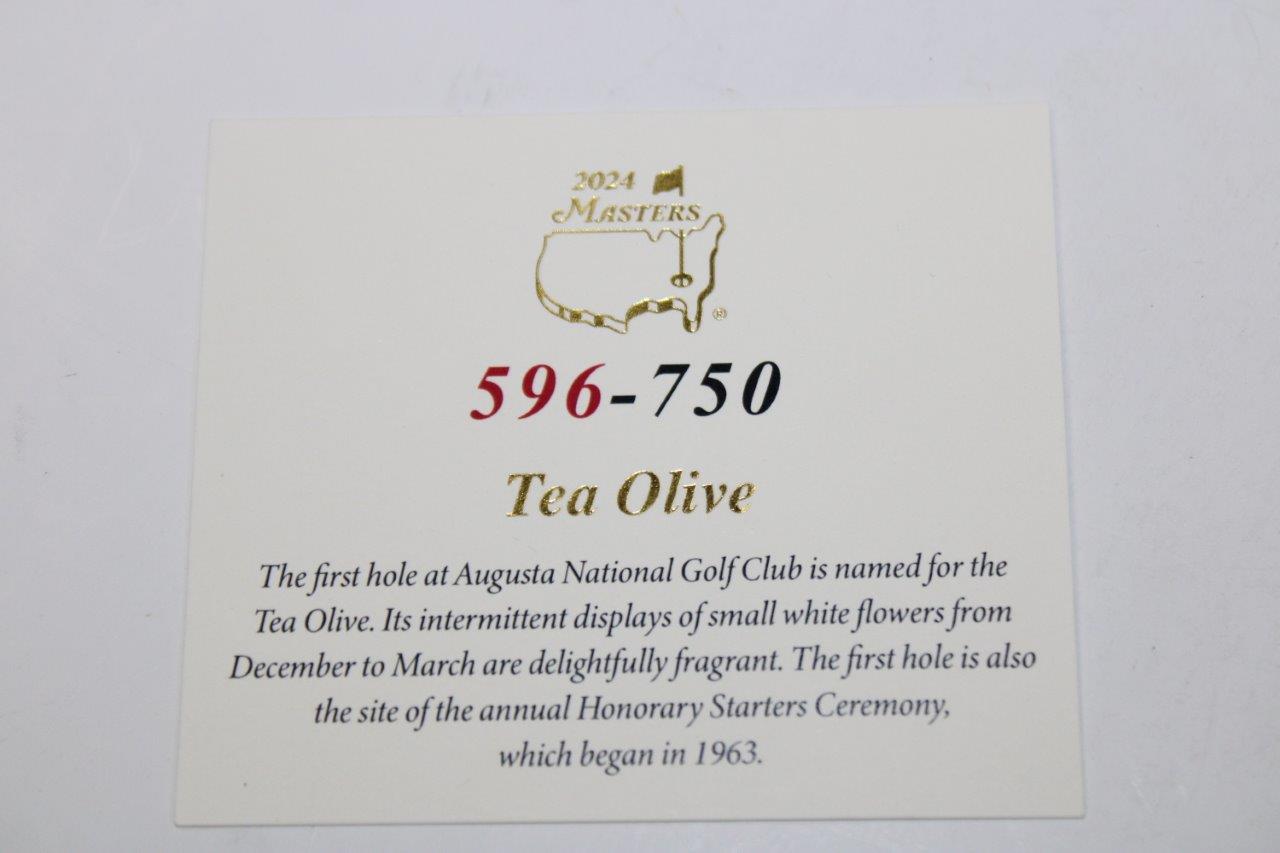 2024
MASTERS
®
596-750
Tea Olive
The first hole at Augusta National Golf Club is named for the
Tea Olive. Its intermittent displays of small white flowers from
December to March are delightfully fragrant. The first hole is also
the site of the annual Honorary Starters Ceremony,
which began in 1963.